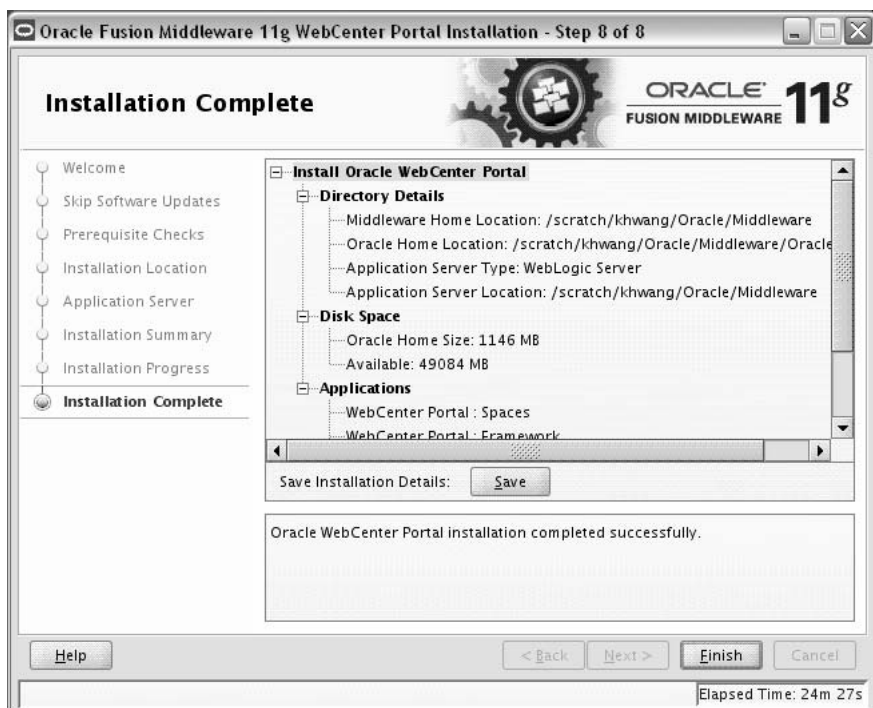 Oracle Fusion Middleware 11g WebCenter Portal Installation - Step 8 of 8
Installation Complete
ORACLE
FUSION MIDDLEWARE
11g
Welcome
Skip Software Updates
Prerequisite Checks
Installation Location
Application Server
Installation Summary
Installation Progress
Installation Complete
Install Oracle WebCenter Portal
Directory Details
Middleware Home Location: /scratch/khwang/Oracle/Middleware
Oracle Home Location: /scratch/khwang/Oracle/Middleware/Oracle
Application Server Type: WebLogic Server
Application Server Location: /scratch/khwang/Oracle/Middleware
Disk Space
Oracle Home Size: 1146 MB
Available: 49084 MB
Applications
WebCenter Portal : Spaces
WebCenter Portal : Framework
Save Installation Details: Save
Oracle WebCenter Portal installation completed successfully.
Help < Back Next > Finish Cancel
Elapsed Time: 24m 27s